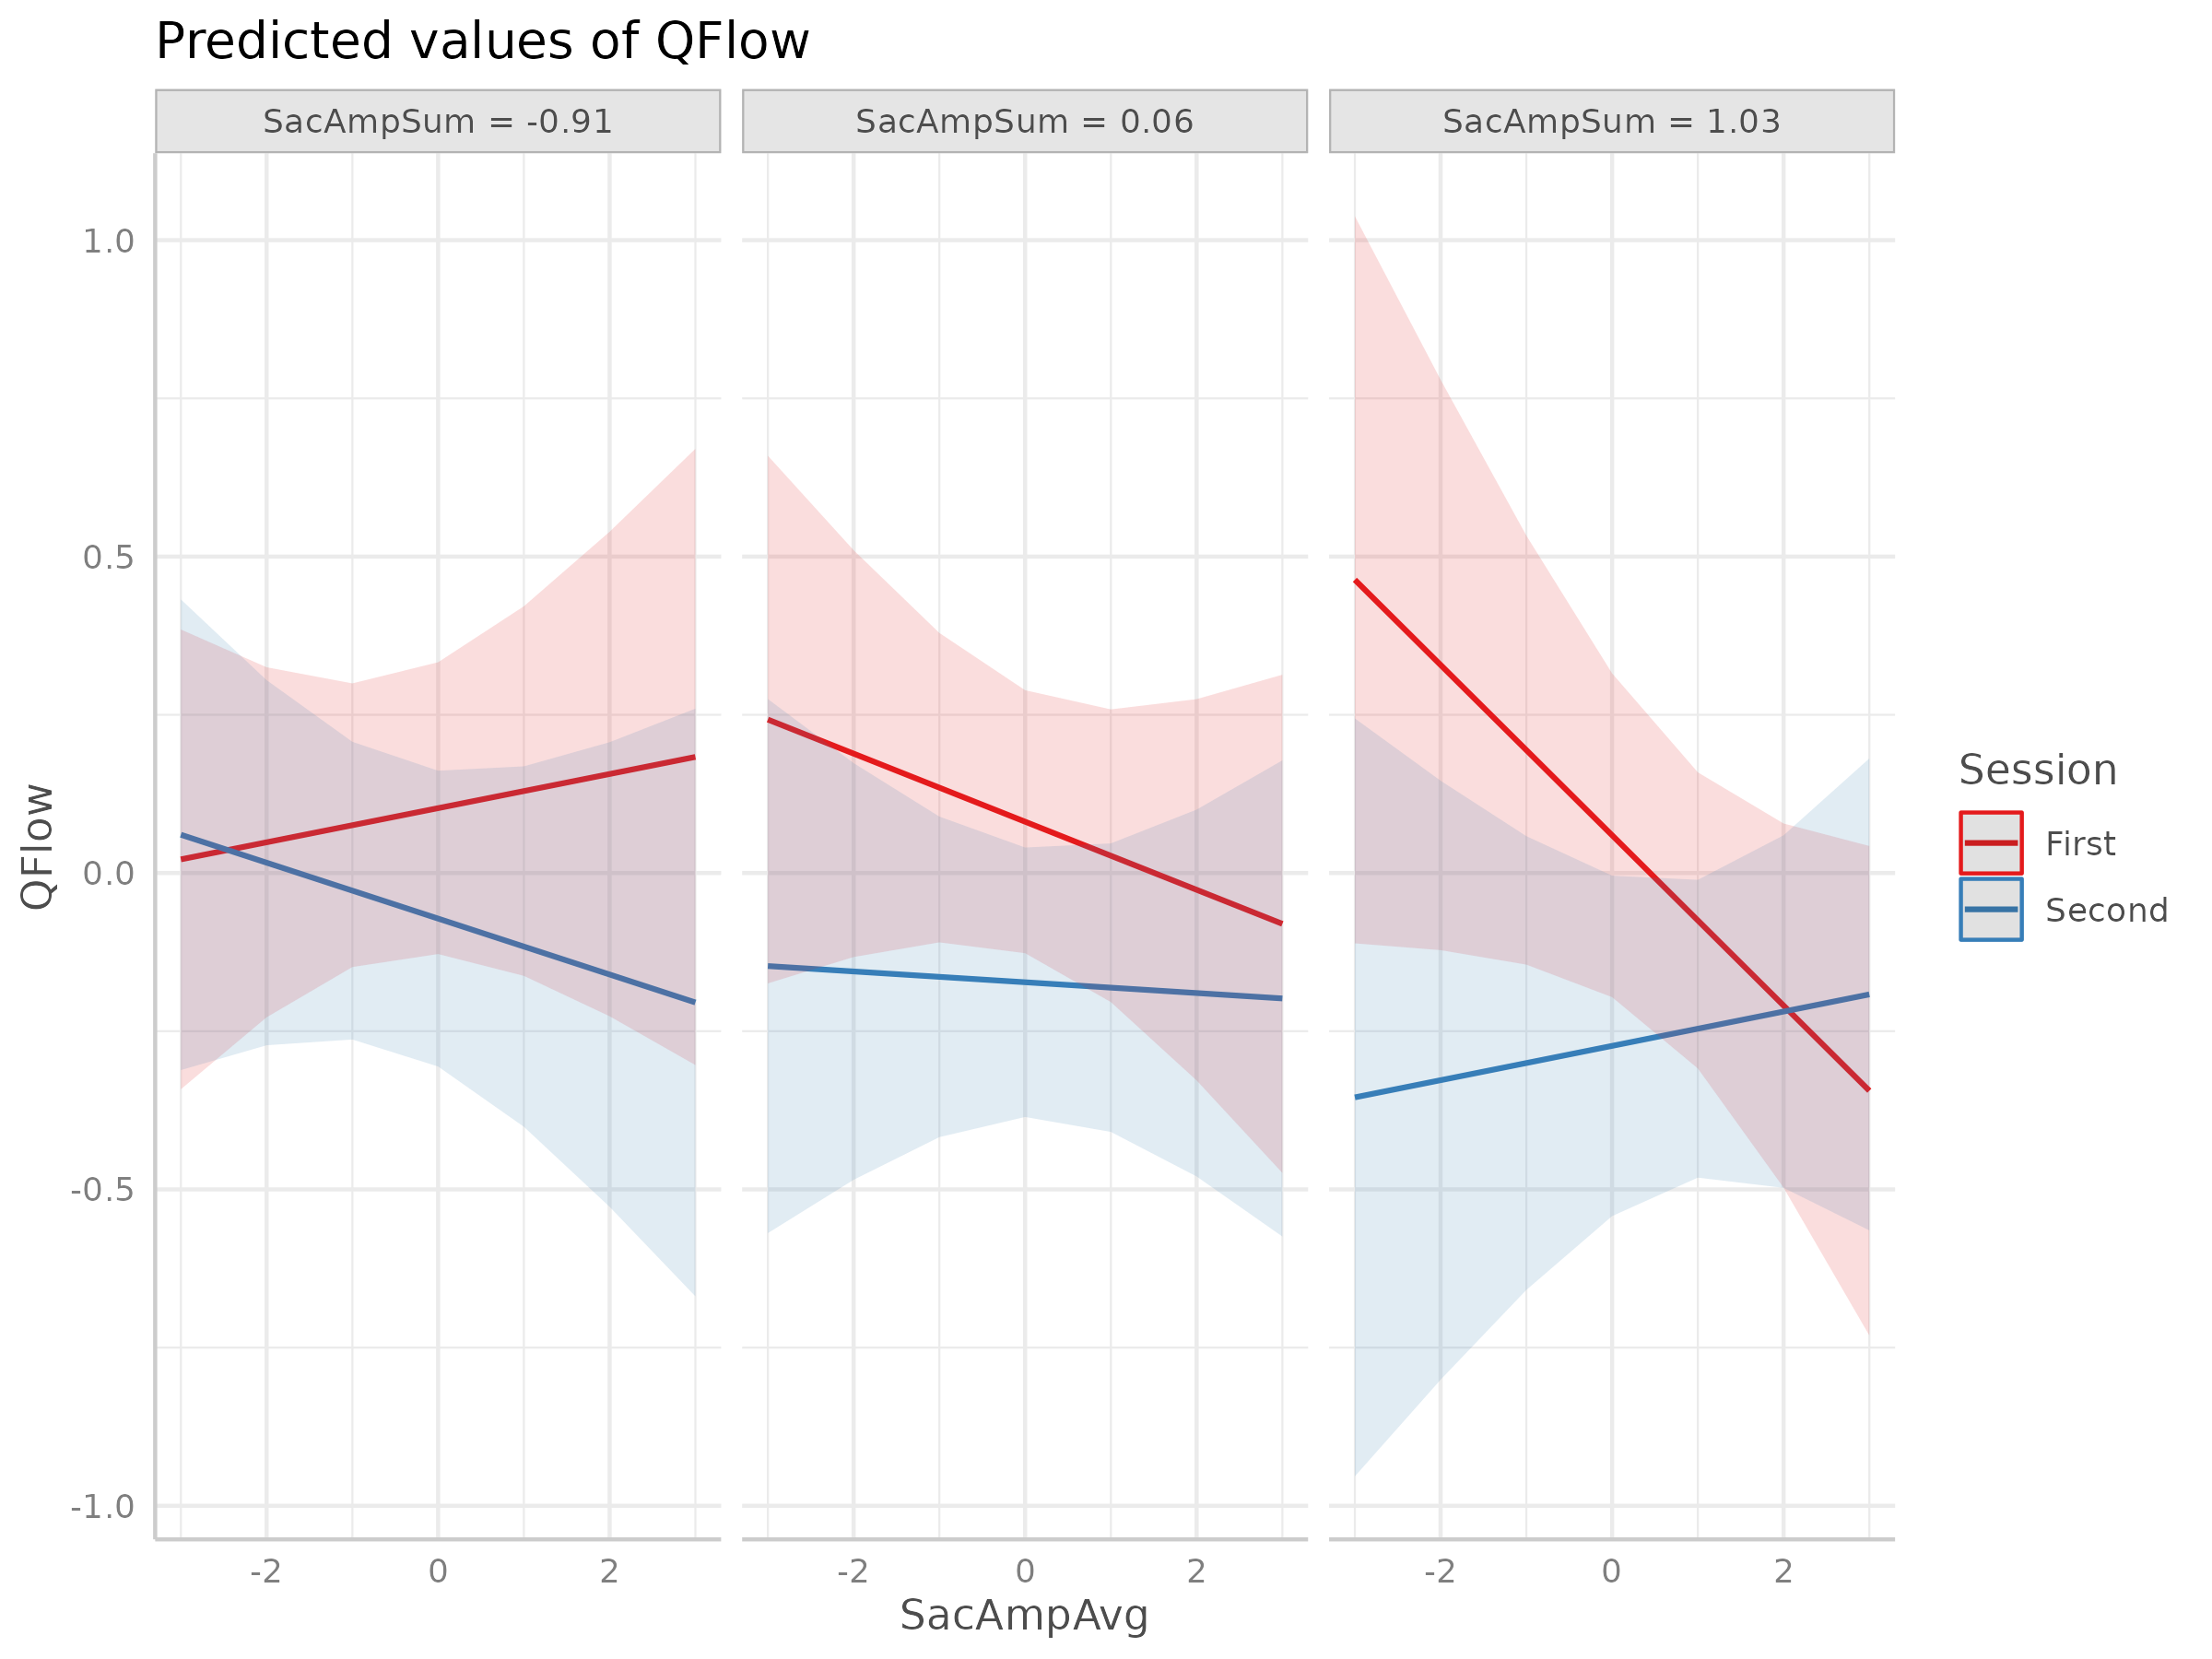 Predicted values of QFlow
SacAmpSum = -0.91
SacAmpSum = 0.06
SacAmpSum = 1.03
1.0
0.5
0.0
-0.5
-1.0
QFlow
-2 0 2
-2 0 2
-2 0 2
SacAmpAvg
Session
First
Second